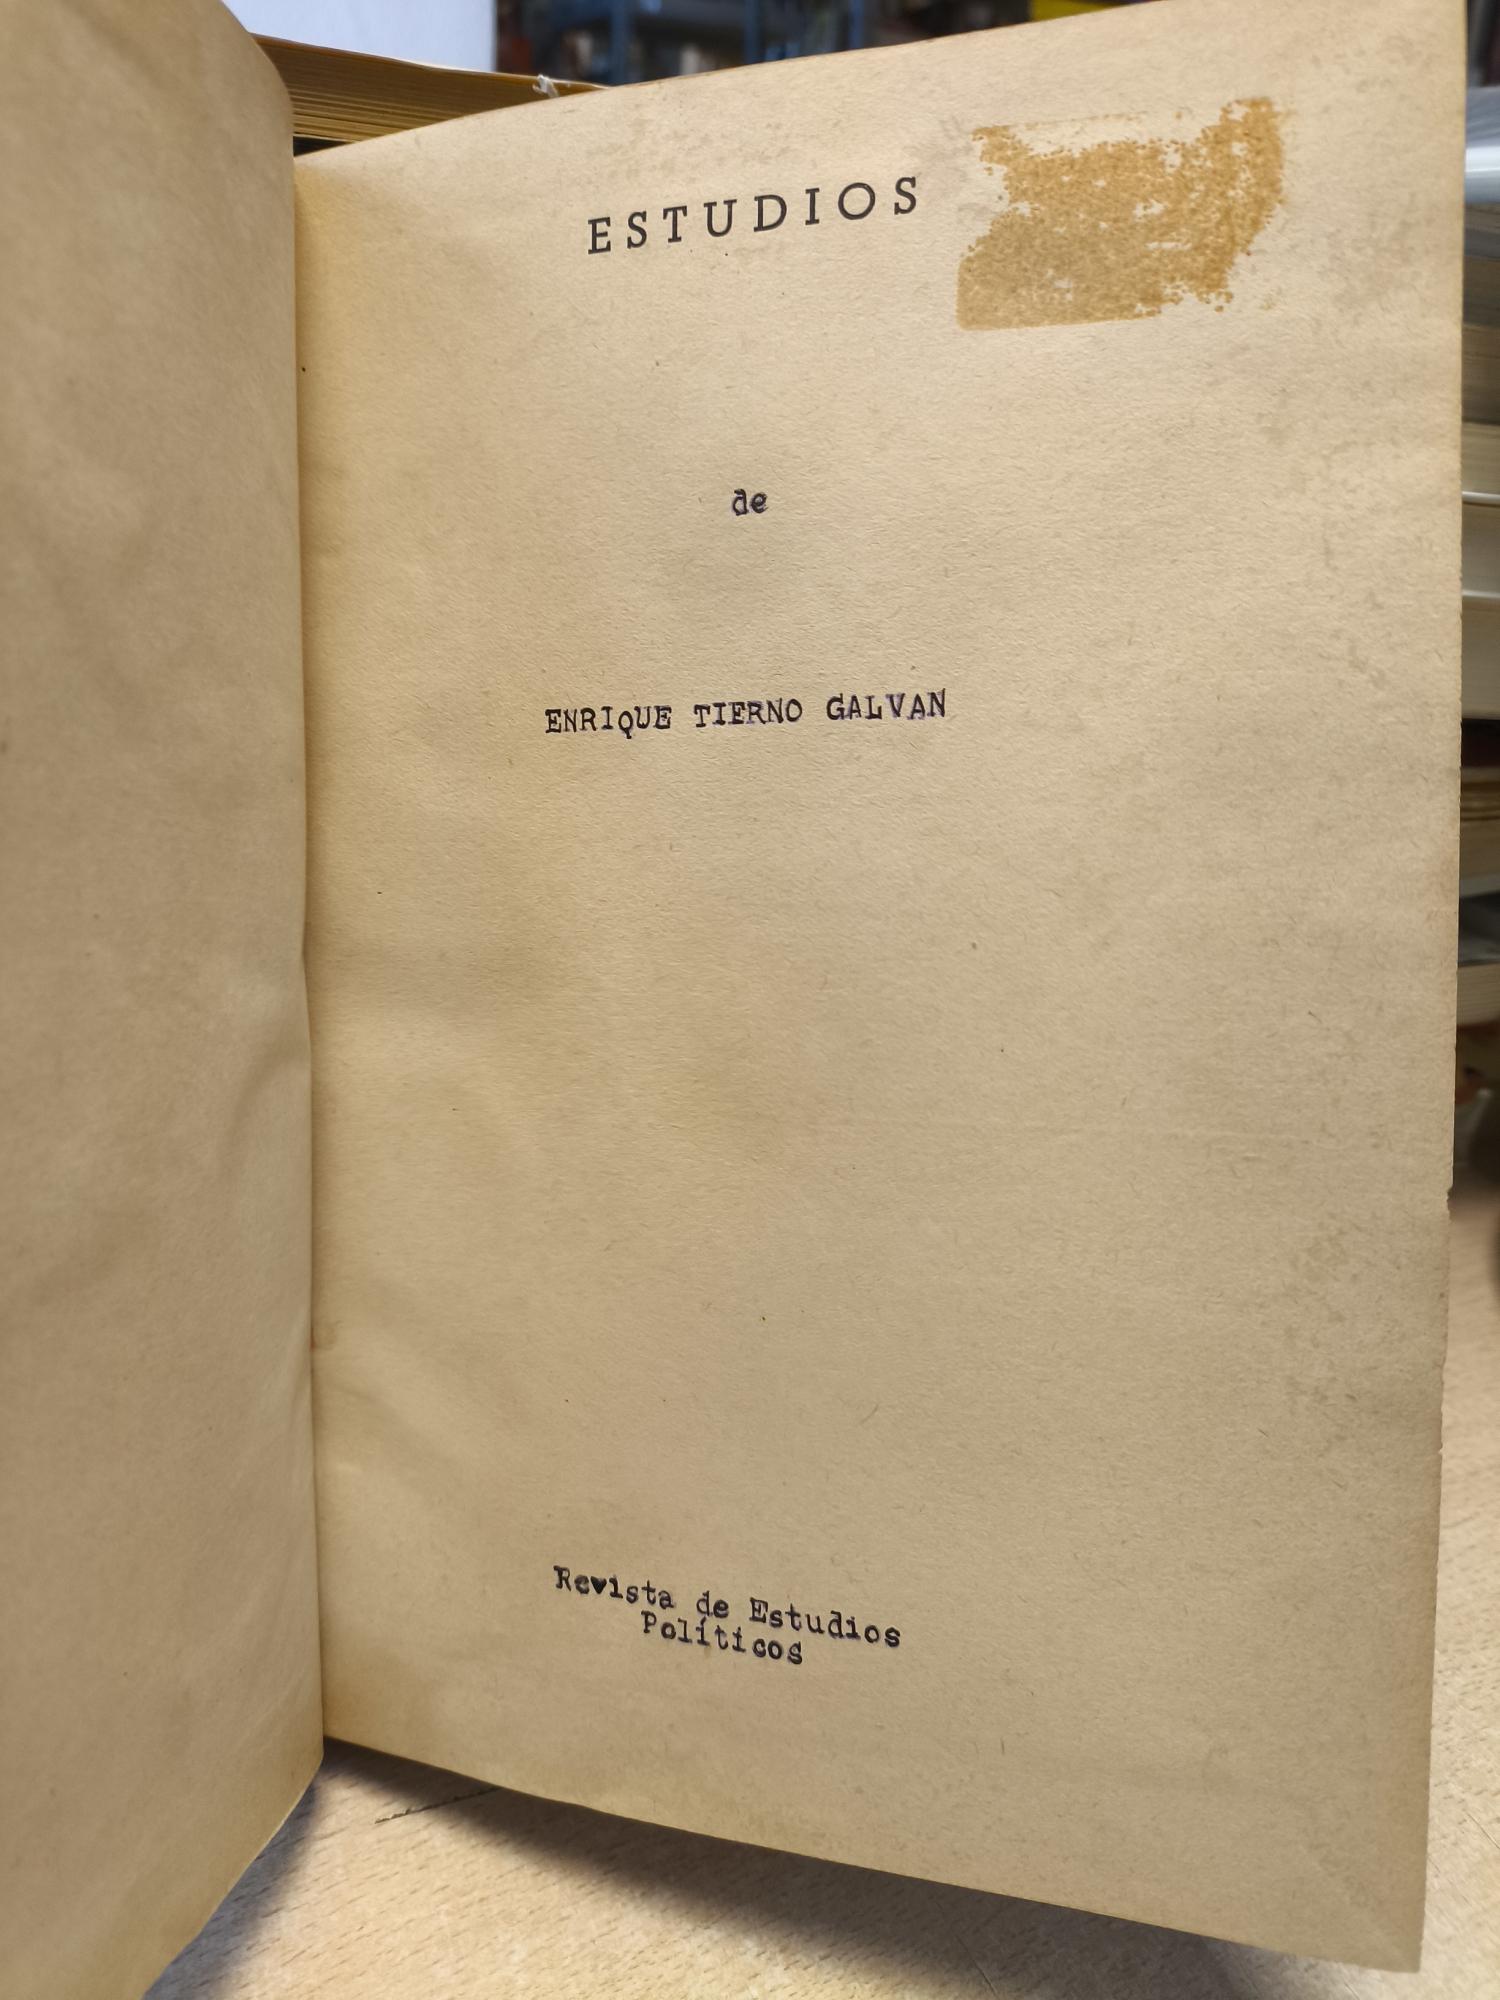 ESTUDIOS
de
ENRIQUE TIERNO GALVAN
Revista de Estudios
Políticos